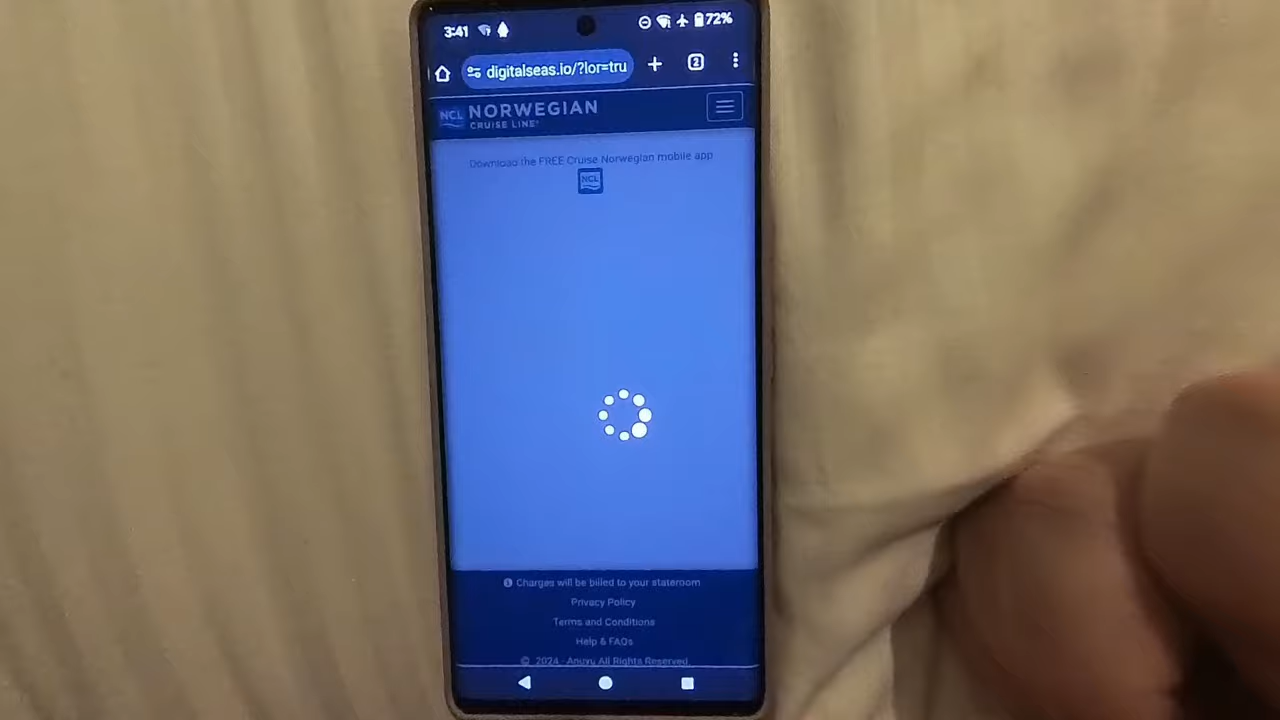 3:41
72%
digitalseas.io/?lor=tru
2
NCL NORWEGIAN
CRUISE LINE®
Download the FREE Cruise Norwegian mobile app
NCL
Charges will be billed to your stateroom
Privacy Policy
Terms and Conditions
Help & FAQs
© 2024 - Anuvu All Rights Reserved.